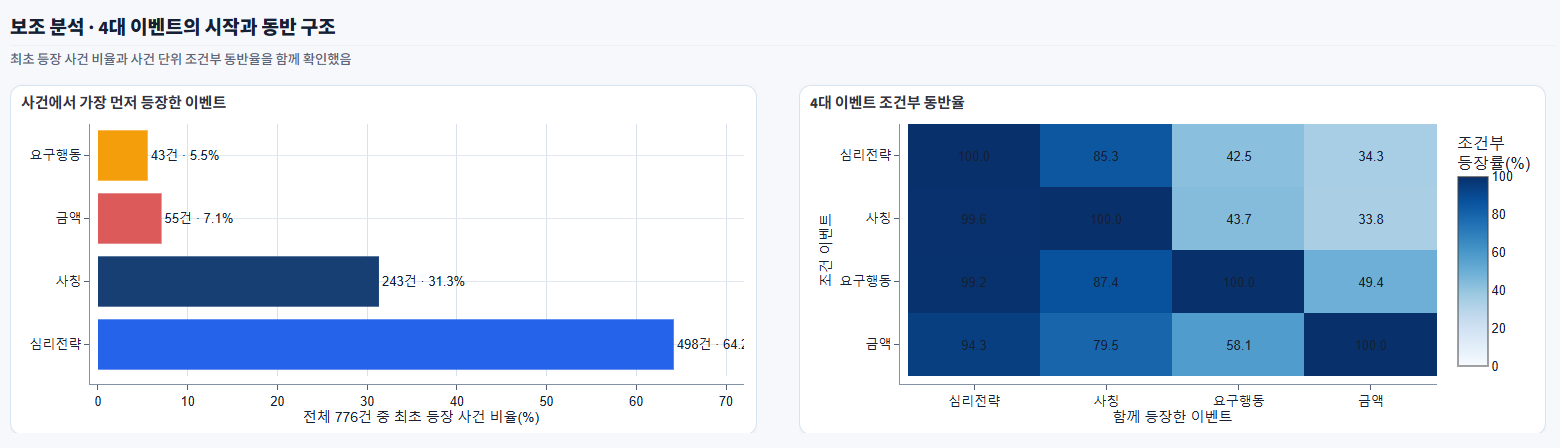 보조 분석 · 4대 이벤트의 시작과 동반 구조
최초 등장 사건 비율과 사건 단위 조건부 동반율을 함께 확인했음
사건에서 가장 먼저 등장한 이벤트
요구행동
43건 · 5.5%
금액
55건 · 7.1%
사칭
243건 · 31.3%
심리전략
498건 · 64.2
0 10 20 30 40 50 60 70
전체 776건 중 최초 등장 사건 비율(%)
4대 이벤트 조건부 동반율
조건 이벤트
심리전략 100.0 85.3 42.5 34.3
사칭 99.6 100.0 43.7 33.8
요구행동 99.2 87.4 100.0 49.4
금액 94.3 79.5 58.1 100.0
심리전략 사칭 요구행동 금액
함께 등장한 이벤트
조건부
등장률(%)
100
80
60
40
20
0